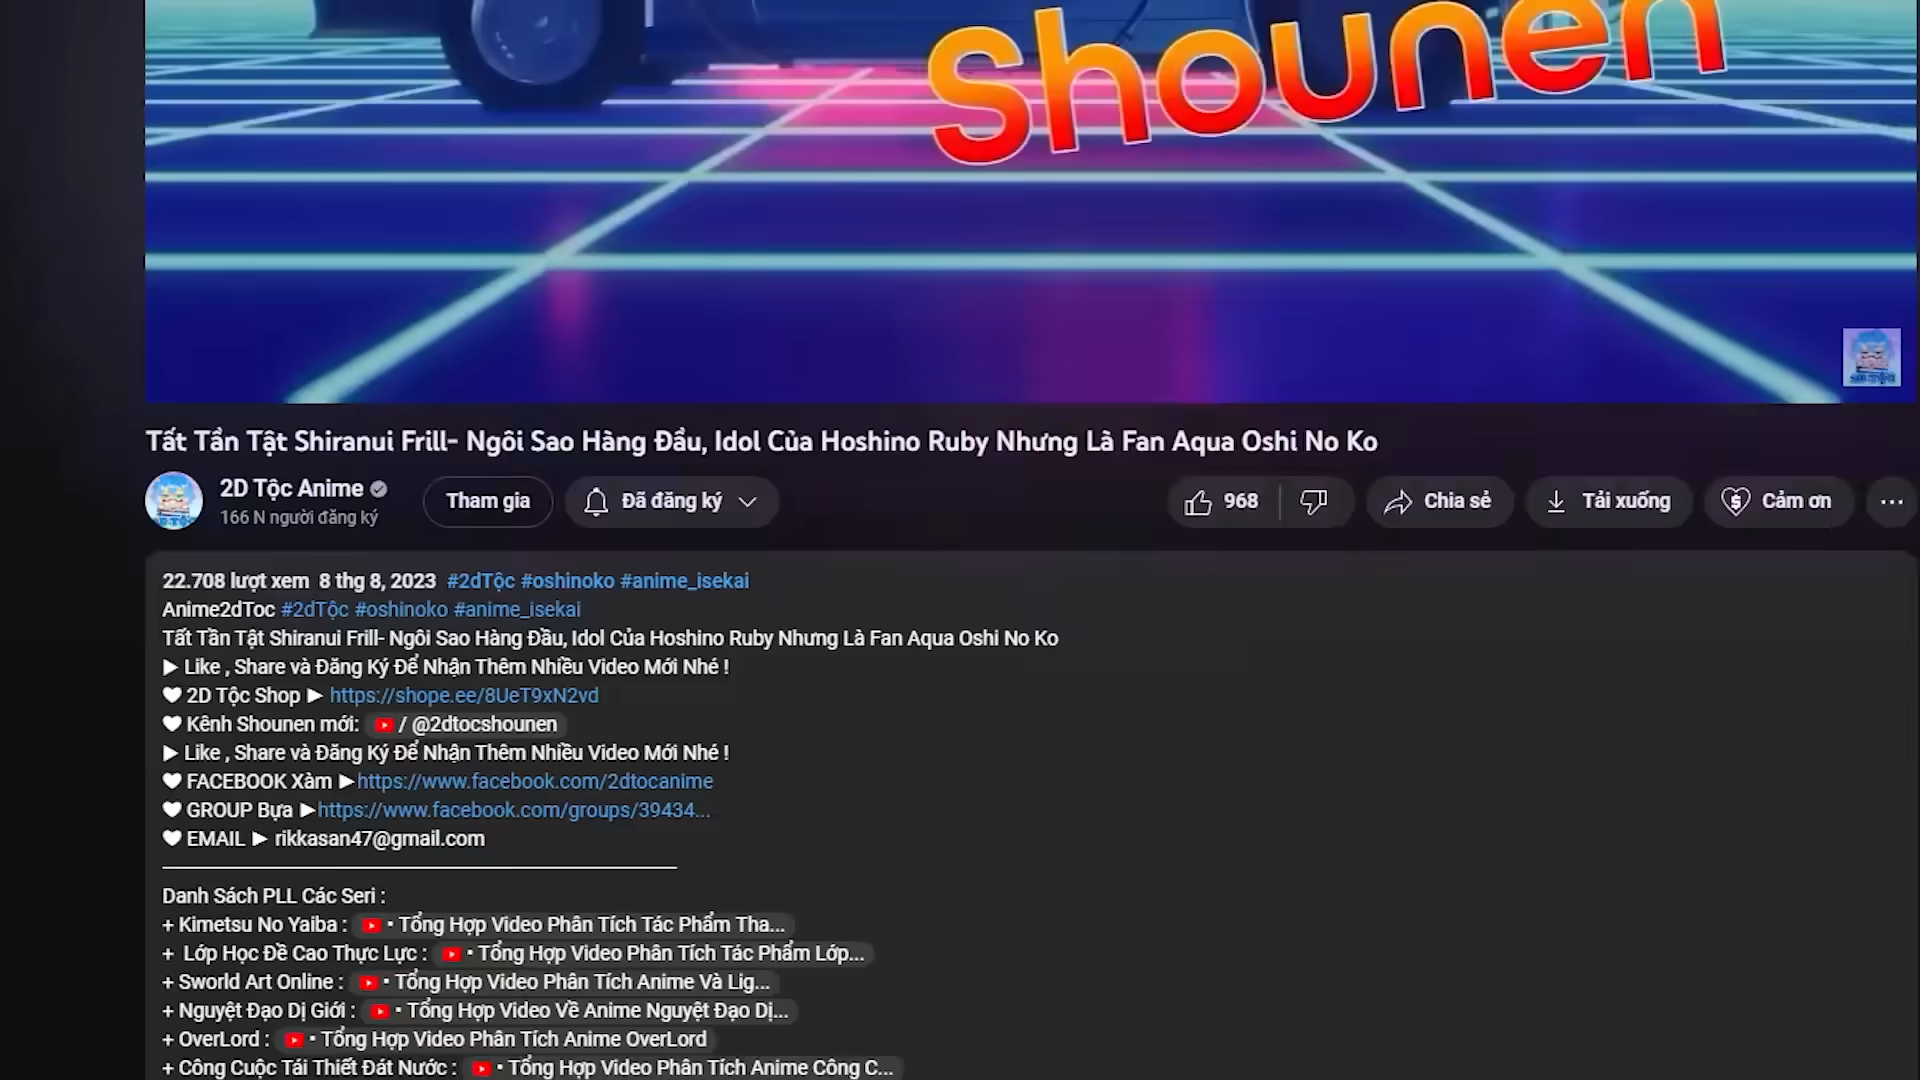 Shounen
Tất Tần Tật Shiranui Frill- Ngôi Sao Hàng Đầu, Idol Của Hoshino Ruby Nhưng Là Fan Aqua Oshi No Ko
2D Tộc Anime
166 N người đăng ký
Tham gia
Đã đăng ký
968
Chia sẻ
Tải xuống
Cảm ơn
22.708 lượt xem 8 thg 8, 2023 #2dTộc #oshinoko #anime_isekai
Anime2dToc #2dTộc #oshinoko #anime_isekai
Tất Tần Tật Shiranui Frill- Ngôi Sao Hàng Đầu, Idol Của Hoshino Ruby Nhưng Là Fan Aqua Oshi No Ko
▶ Like , Share và Đăng Ký Để Nhận Thêm Nhiều Video Mới Nhé !
♥ 2D Tộc Shop ▶ https://shope.ee/8UeT9xN2vd
♥ Kênh Shounen mới: / @2dtocshounen
▶ Like , Share và Đăng Ký Để Nhận Thêm Nhiều Video Mới Nhé !
♥ FACEBOOK Xàm ▶https://www.facebook.com/2dtocanime
♥ GROUP Bựa ▶https://www.facebook.com/groups/39434...
♥ EMAIL ▶ rikkasan47@gmail.com
Danh Sách PLL Các Seri :
+ Kimetsu No Yaiba : • Tổng Hợp Video Phân Tích Tác Phẩm Tha...
+ Lớp Học Đề Cao Thực Lực : • Tổng Hợp Video Phân Tích Tác Phẩm Lớp...
+ Sworld Art Online : • Tổng Hợp Video Phân Tích Anime Và Lig...
+ Nguyệt Đạo Dị Giới : • Tổng Hợp Video Về Anime Nguyệt Đạo Dị...
+ OverLord : • Tổng Hợp Video Phân Tích Anime OverLord
+ Công Cuộc Tái Thiết Đát Nước : • Tổng Hợp Video Phân Tích Anime Công C...